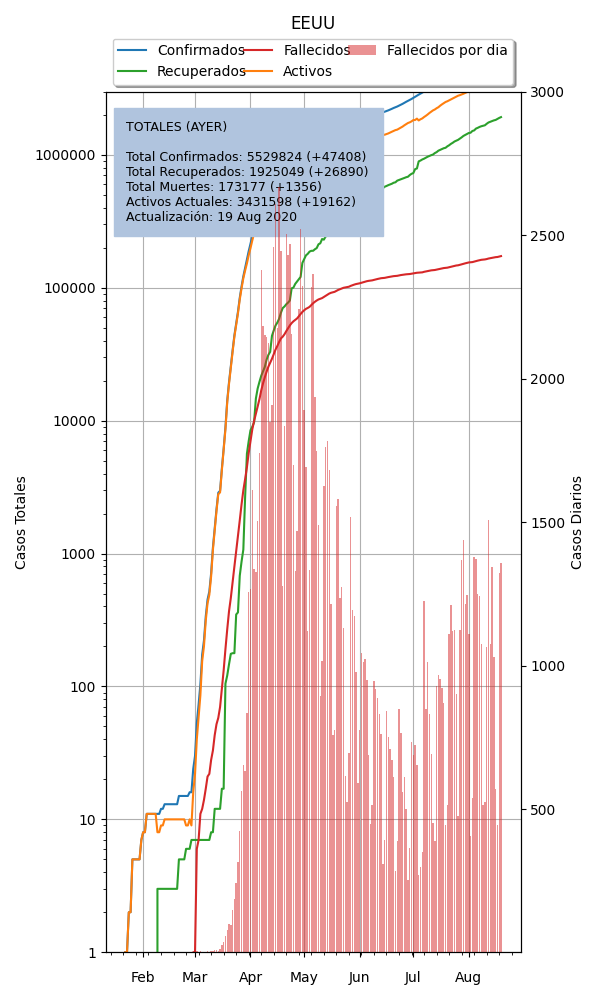 EEUU
Confirmados Fallecidos Fallecidos por dia
Recuperados Activos
TOTALES (AYER)
Total Confirmados: 5529824 (+47408)
Total Recuperados: 1925049 (+26890)
Total Muertes: 173177 (+1356)
Activos Actuales: 3431598 (+19162)
Actualización: 19 Aug 2020
Casos Totales
1000000
100000
10000
1000
100
10
1
3000
2500
2000
1500
1000
500
Casos Diarios
Feb Mar Apr May Jun Jul Aug